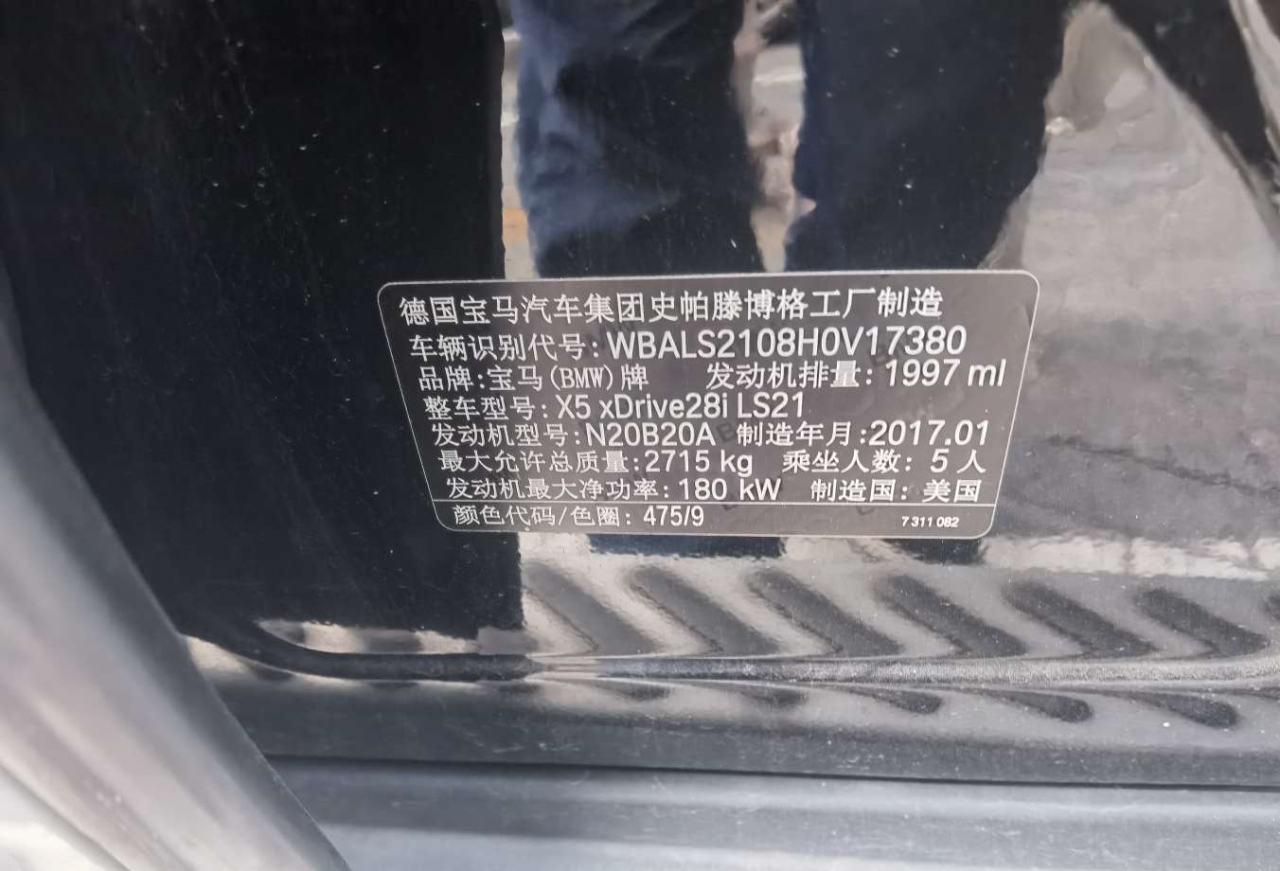 德国宝马汽车集团史帕滕博格工厂制造
车辆识别代号: WBALS2108H0V17380
品牌:宝马(BMW)牌 发动机排量: 1997 ml
整车型号: X5 xDrive28i LS21
发动机型号:N20B20A 制造年月:2017.01
最大允许总质量:2715 kg 乘坐人数: 5 人
发动机最大净功率: 180 kW 制造国: 美国
颜色代码/色圈: 475/9 7 311 082